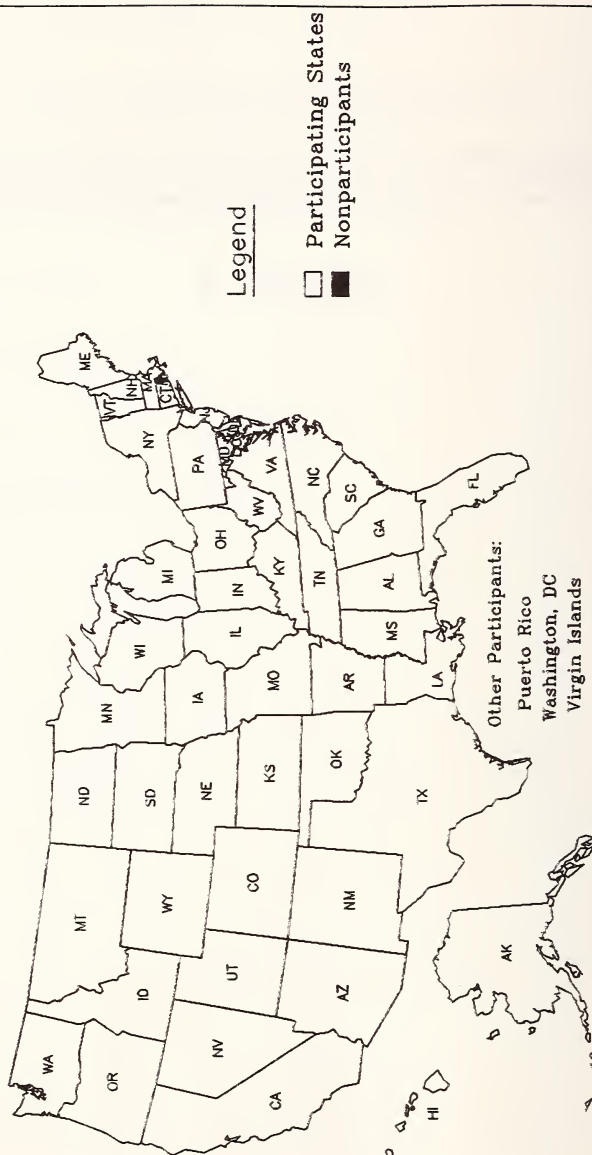 Legend
Participating States
Nonparticipants
WA
OR
CA
NV
ID
MT
WY
UT
AZ
CO
NM
ND
SD
NE
KS
OK
TX
MN
IA
MO
AR
LA
WI
IL
MI
IN
OH
KY
TN
MS
AL
GA
FL
SC
NC
VA
WV
MD
PA
NY
VT
NH
MA
CT
ME
AK
HI
Other Participants:
Puerto Rico
Washington, DC
Virgin Islands